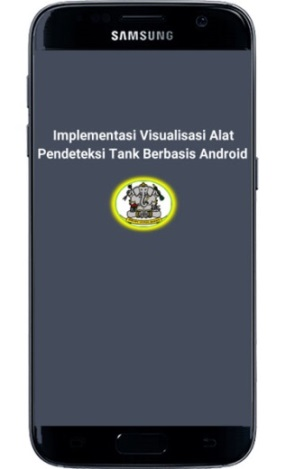 SAMSUNG
Implementasi Visualisasi Alat
Pendeteksi Tank Berbasis Android